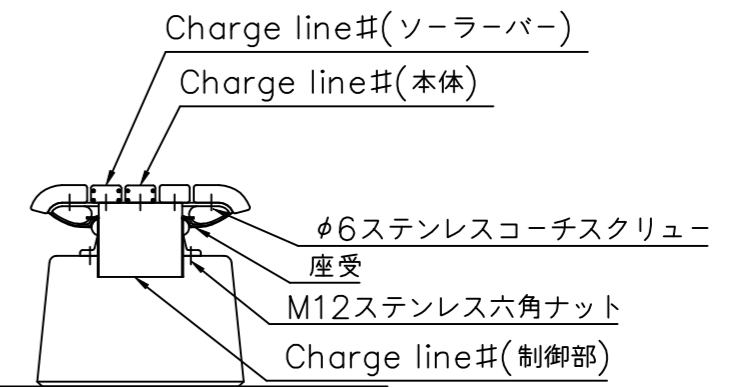 Charge line♯(ソーラーバー)
Charge line♯(本体)
φ6ステンレスコーチスクリュー
座受
M12ステンレス六角ナット
Charge line♯(制御部)